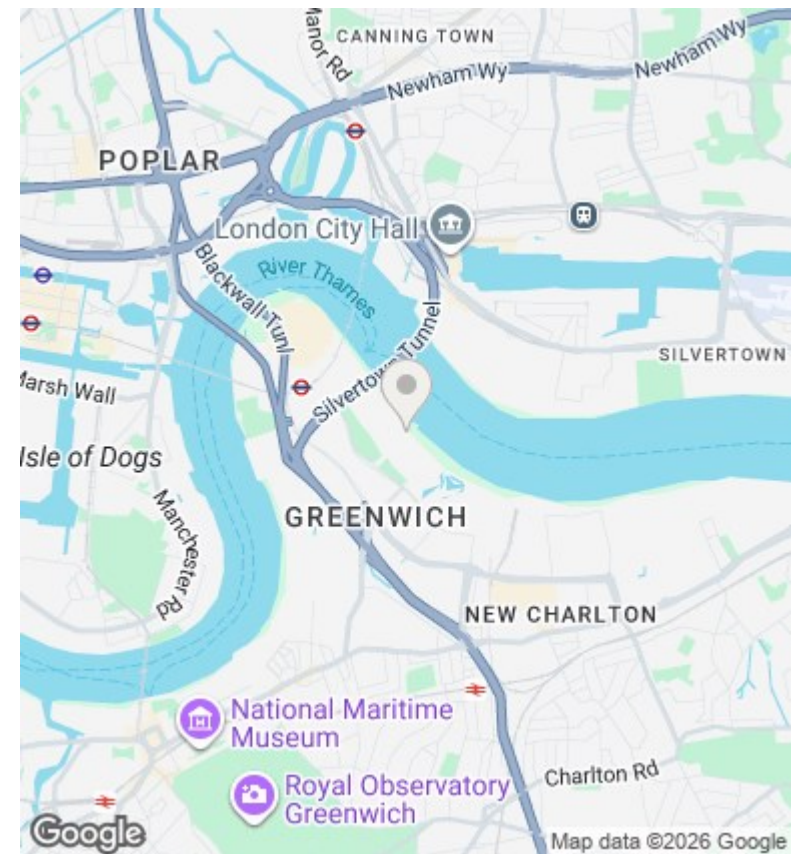 CANNING TOWN
Manor Rd
Newham Wy
Newham Wy
POPLAR
London City Hall
River Thames
Blackwall Tunl
Silvertown Tunnel
SILVERTOWN
Marsh Wall
Isle of Dogs
Manchester Rd
GREENWICH
NEW CHARLTON
National Maritime
Museum
Royal Observatory
Greenwich
Charlton Rd
Google
Map data ©2026 Google